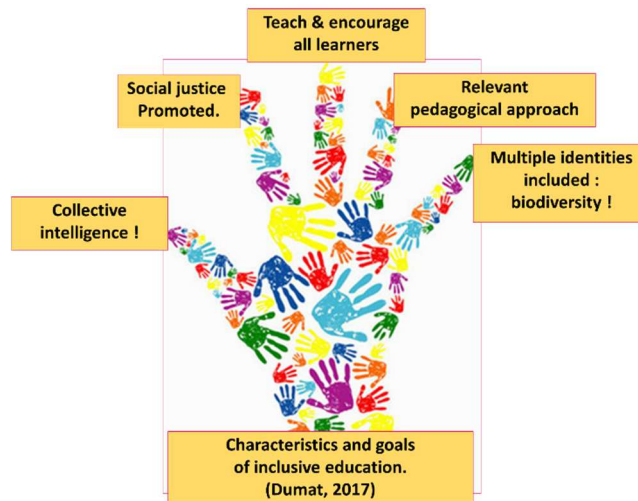 Teach & encourage
all learners
Social justice
Promoted.
Relevant
pedagogical approach
Multiple identities
included :
biodiversity !
Collective
intelligence !
Characteristics and goals
of inclusive education.
(Dumat, 2017)